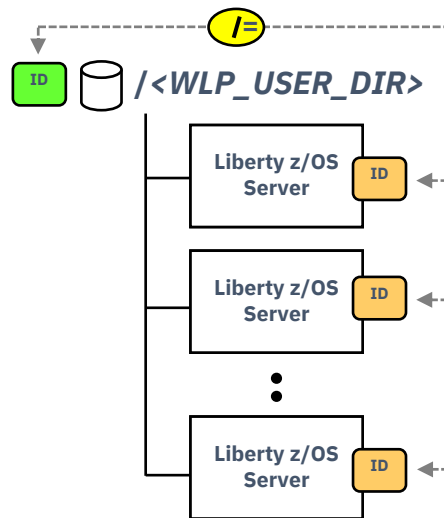 /=
ID
/<WLP_USER_DIR>
Liberty z/OS
Server
ID
Liberty z/OS
Server
ID
Liberty z/OS
Server
ID